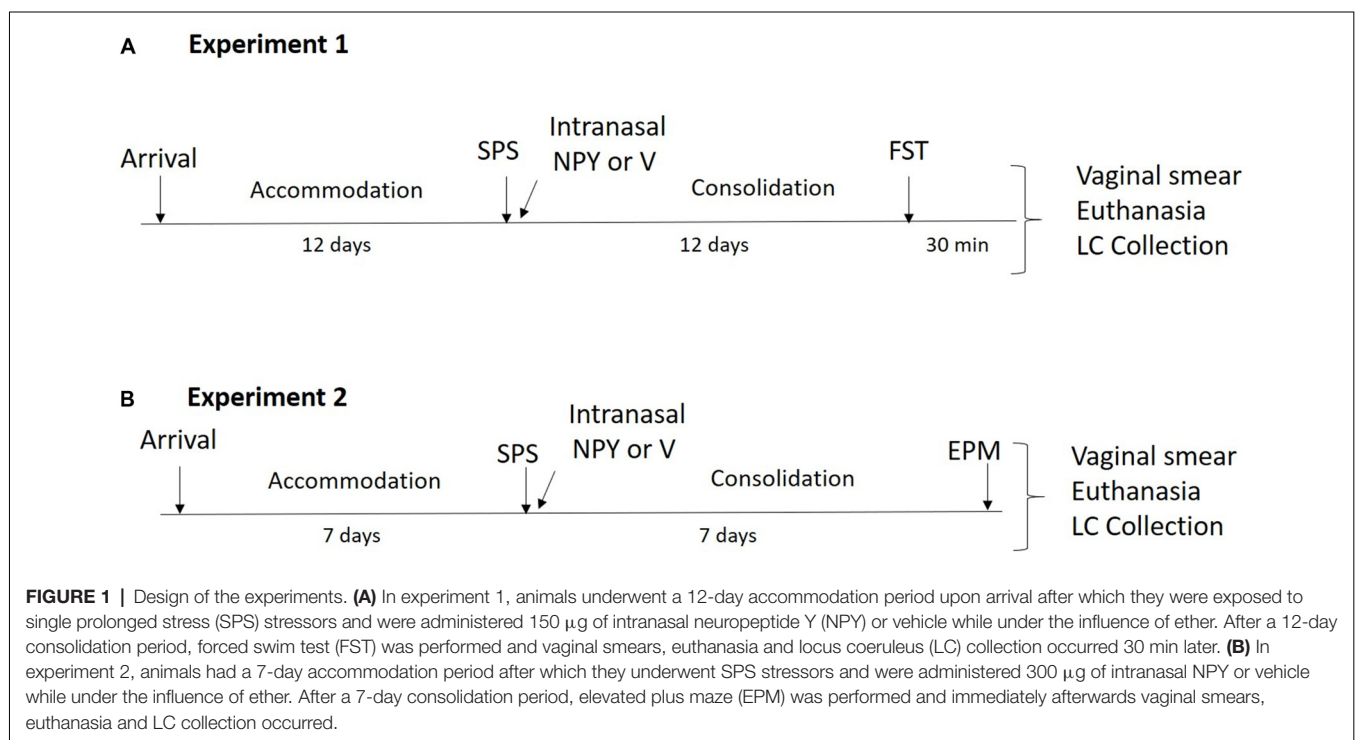 A Experiment 1
Arrival
Accommodation
12 days
SPS
Intranasal
NPY or V
Consolidation
12 days
FST
30 min
Vaginal smear
Euthanasia
LC Collection
B Experiment 2
Arrival
Accommodation
7 days
SPS
Intranasal
NPY or V
Consolidation
7 days
EPM
Vaginal smear
Euthanasia
LC Collection
FIGURE 1 | Design of the experiments. (A) In experiment 1, animals underwent a 12-day accommodation period upon arrival after which they were exposed to
single prolonged stress (SPS) stressors and were administered 150 μg of intranasal neuropeptide Y (NPY) or vehicle while under the influence of ether. After a 12-day
consolidation period, forced swim test (FST) was performed and vaginal smears, euthanasia and locus coeruleus (LC) collection occurred 30 min later. (B) In
experiment 2, animals had a 7-day accommodation period after which they underwent SPS stressors and were administered 300 μg of intranasal NPY or vehicle
while under the influence of ether. After a 7-day consolidation period, elevated plus maze (EPM) was performed and immediately afterwards vaginal smears,
euthanasia and LC collection occurred.